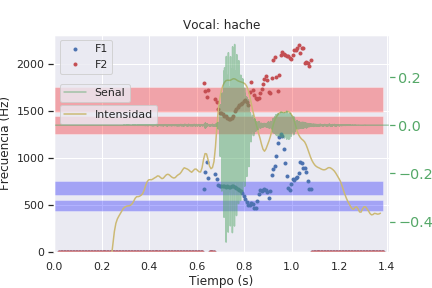 Vocal: hache
F1
F2
Señal
Intensidad
Frecuencia (Hz)
2000
1500
1000
500
0
0.2
0.0
−0.2
−0.4
0.0 0.2 0.4 0.6 0.8 1.0 1.2 1.4
Tiempo (s)